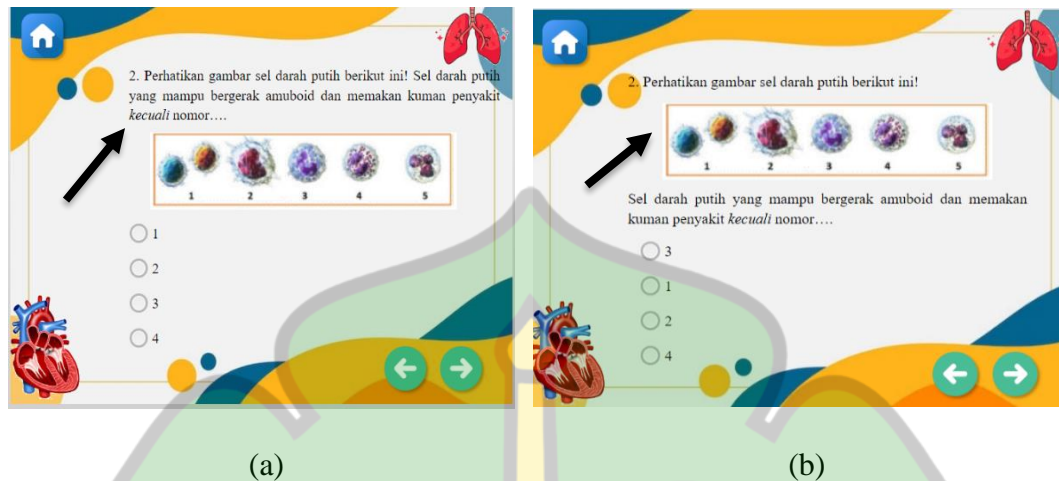 2. Perhatikan gambar sel darah putih berikut ini! Sel darah putih
yang mampu bergerak amuboid dan memakan kuman penyakit
kecuali nomor….
1 2 3 4 5
1
2
3
4
(a)
2. Perhatikan gambar sel darah putih berikut ini!
1 2 3 4 5
Sel darah putih yang mampu bergerak amuboid dan memakan
kuman penyakit kecuali nomor….
3
1
2
4
(b)